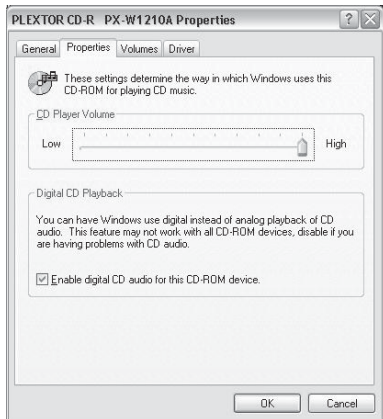 PLEXTOR CD-R PX-W1210A Properties
General Properties Volumes Driver
These settings determine the way in which Windows uses this
CD-ROM for playing CD music.
CD Player Volume
Low High
Digital CD Playback
You can have Windows use digital instead of analog playback of CD
audio. This feature may not work with all CD-ROM devices, disable if you
are having problems with CD audio.
Enable digital CD audio for this CD-ROM device.
OK Cancel